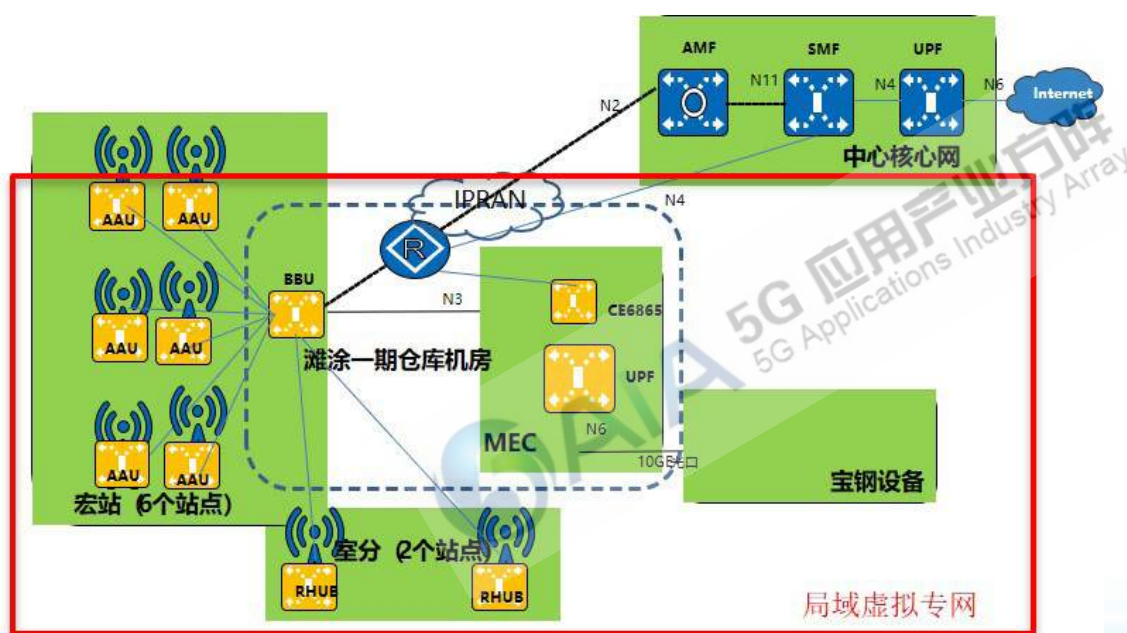 AMF
SMF
UPF
N11
N4
N6
Internet
N2
中心核心网
AAU
AAU
IPRAN
N4
R
BBU
N3
CE6865
AAU
AAU
滩涂一期仓库机房
UPF
MEC
N6
10GE光口
AAU
AAU
宏站（6个站点）
宝钢设备
室分（2个站点）
RHUB
RHUB
局域虚拟专网
5G 应用产业方阵
5G Applications Industry Array
5GAiA